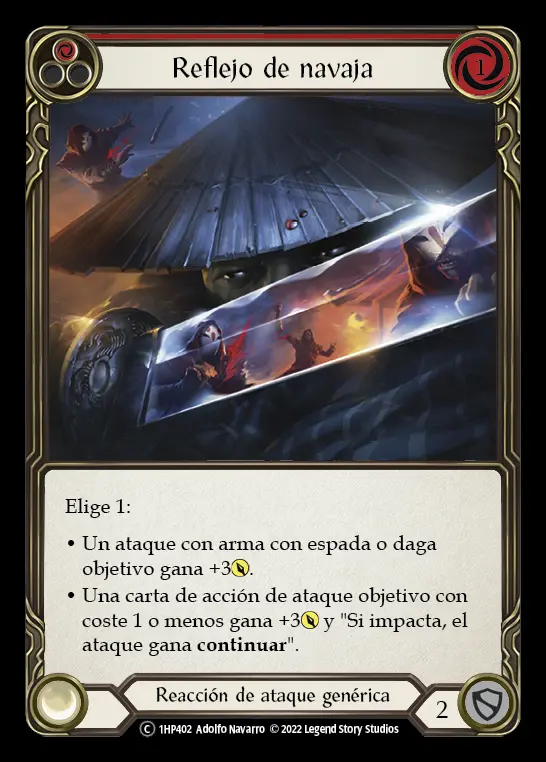 Reflejo de navaja
1
Elige 1:
• Un ataque con arma con espada o daga
objetivo gana +3.
• Una carta de acción de ataque objetivo con
coste 1 o menos gana +3 y "Si impacta, el
ataque gana continuar".
Reacción de ataque genérica
2
C 1HP402 Adolfo Navarro © 2022 Legend Story Studios